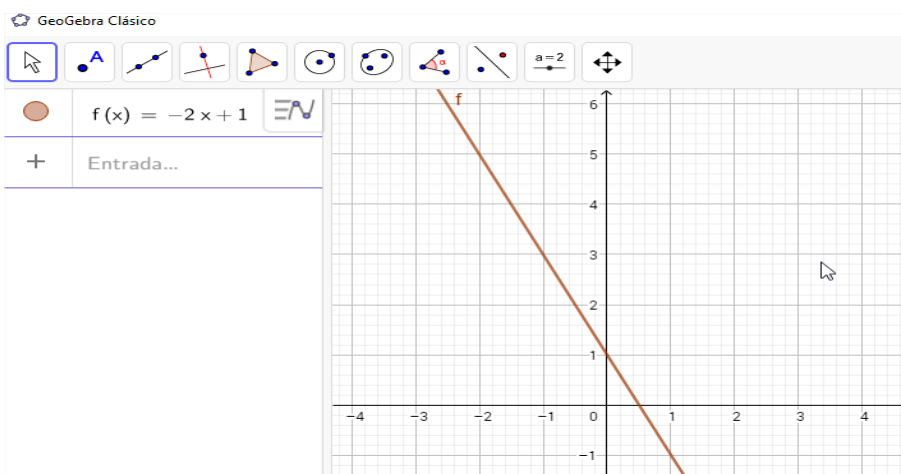 GeoGebra Clásico
A
α
a=2
f (x) = −2 x + 1
+ Entrada...
f
6
5
4
3
2
1
−4 −3 −2 −1 0 1 2 3 4
−1